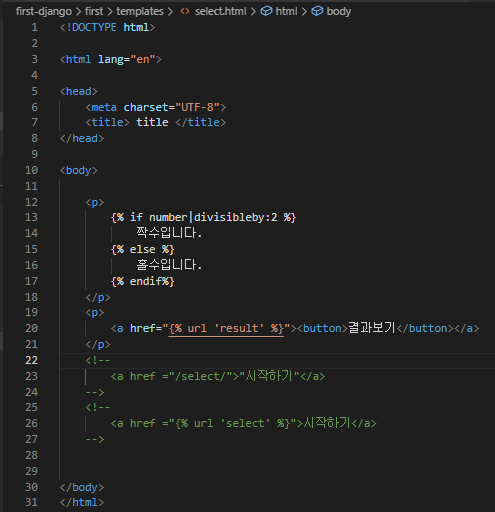 first-django > first > templates > <> select.html > html > body
1 <!DOCTYPE html>
2
3 <html lang="en">
4
5 <head>
6 <meta charset="UTF-8">
7 <title> title </title>
8 </head>
9
10 <body>
11
12 <p>
13 {% if number|divisibleby:2 %}
14 짝수입니다.
15 {% else %}
16 홀수입니다.
17 {% endif%}
18 </p>
19 <p>
20 <a href="{% url 'result' %}"><button>결과보기</button></a>
21 </p>
22 <!--
23 <a href ="/select/">"시작하기"</a>
24 -->
25 <!--
26 <a href ="{% url 'select' %}">시작하기</a>
27 -->
28
29
30 </body>
31 </html>